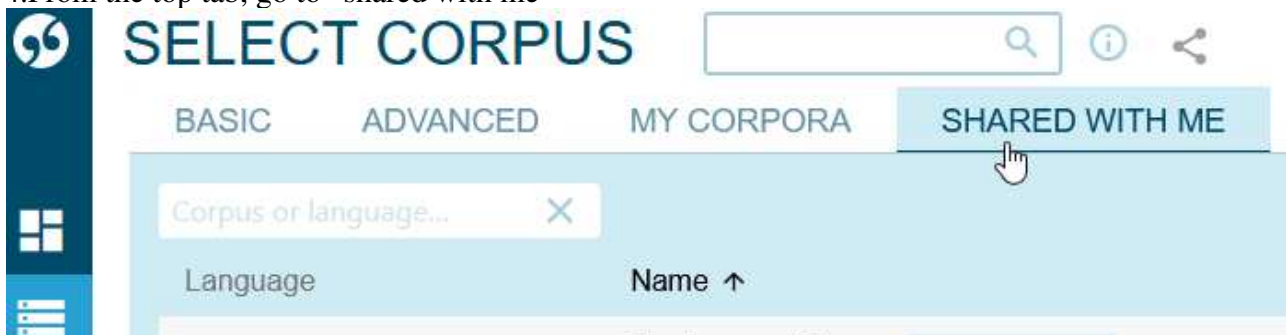 SELECT CORPUS
BASIC ADVANCED MY CORPORA SHARED WITH ME
Corpus or language...
Language Name ↑